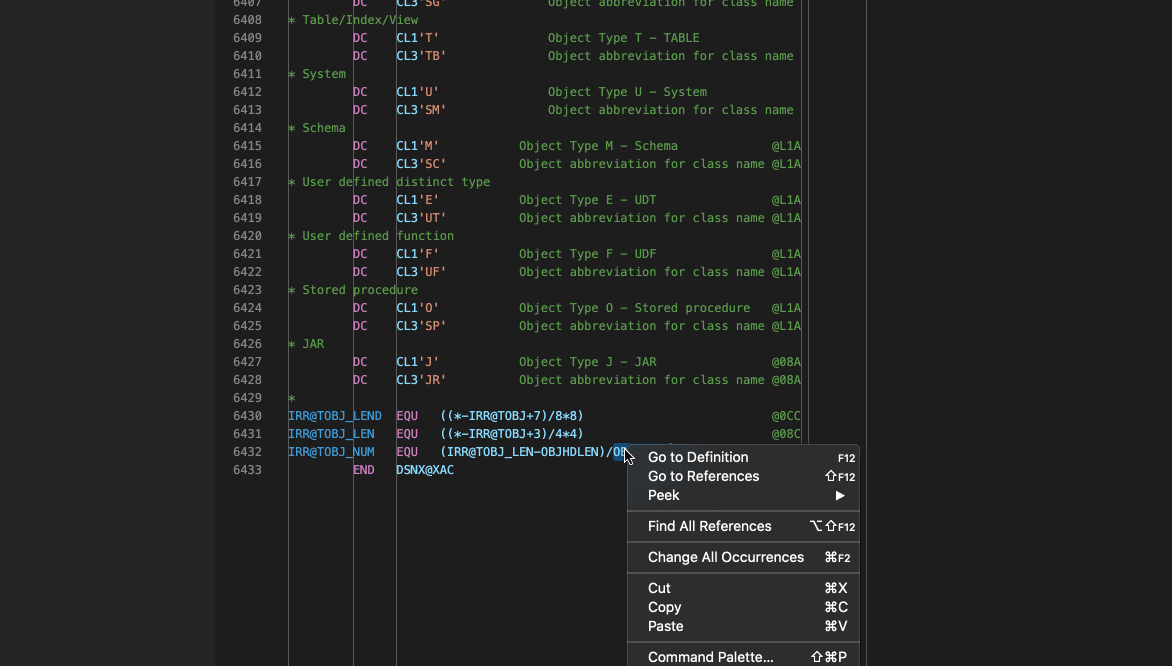 6407 DC CL3'SG' Object abbreviation for class name
6408 * Table/Index/View
6409 DC CL1'T' Object Type T - TABLE
6410 DC CL3'TB' Object abbreviation for class name
6411 * System
6412 DC CL1'U' Object Type U - System
6413 DC CL3'SM' Object abbreviation for class name
6414 * Schema
6415 DC CL1'M' Object Type M - Schema @L1A
6416 DC CL3'SC' Object abbreviation for class name @L1A
6417 * User defined distinct type
6418 DC CL1'E' Object Type E - UDT @L1A
6419 DC CL3'UT' Object abbreviation for class name @L1A
6420 * User defined function
6421 DC CL1'F' Object Type F - UDF @L1A
6422 DC CL3'UF' Object abbreviation for class name @L1A
6423 * Stored procedure
6424 DC CL1'O' Object Type O - Stored procedure @L1A
6425 DC CL3'SP' Object abbreviation for class name @L1A
6426 * JAR
6427 DC CL1'J' Object Type J - JAR @08A
6428 DC CL3'JR' Object abbreviation for class name @08A
6429 *
6430 IRR@TOBJ_LEND EQU ((*-IRR@TOBJ+7)/8*8) @0CC
6431 IRR@TOBJ_LEN EQU ((*-IRR@TOBJ+3)/4*4) @08C
6432 IRR@TOBJ_NUM EQU (IRR@TOBJ_LEN-OBJHDLEN)/
6433 END DSNX@XAC
Go to Definition F12
Go to References ⇧F12
Peek ▶
Find All References ⌥⇧F12
Change All Occurrences ⌘F2
Cut ⌘X
Copy ⌘C
Paste ⌘V
Command Palette... ⇧⌘P